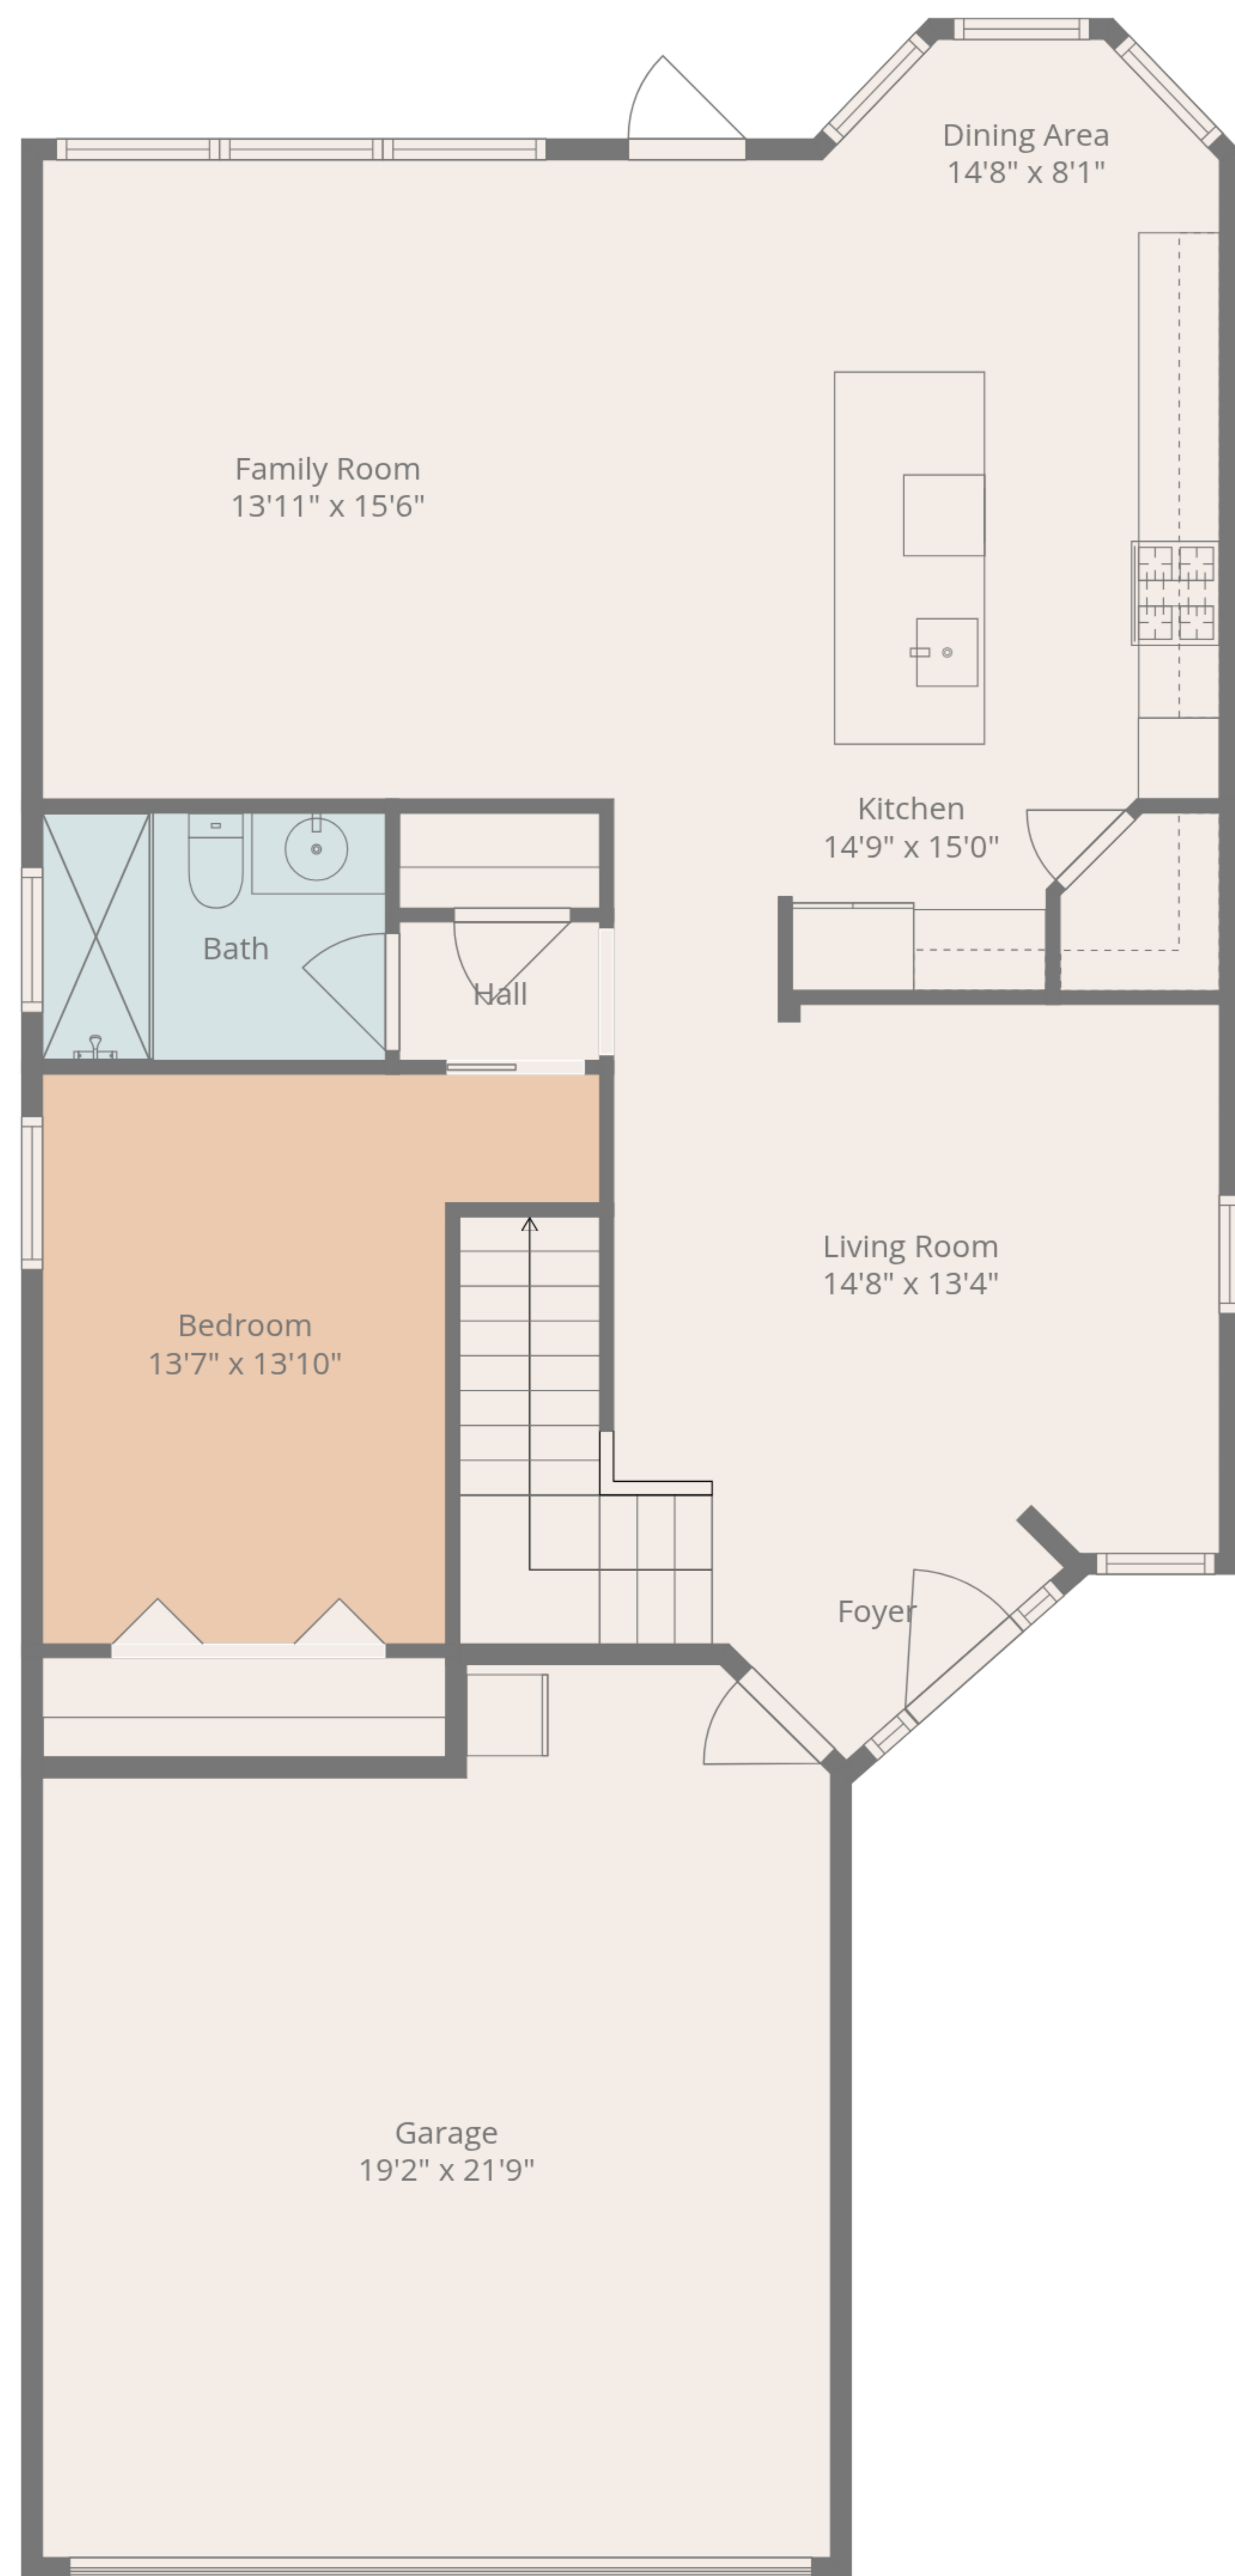 Dining Area
14'8" x 8'1"
Family Room
13'11" x 15'6"
Kitchen
14'9" x 15'0"
Bath
Hall
Living Room
14'8" x 13'4"
Bedroom
13'7" x 13'10"
Foyer
Garage
19'2" x 21'9"